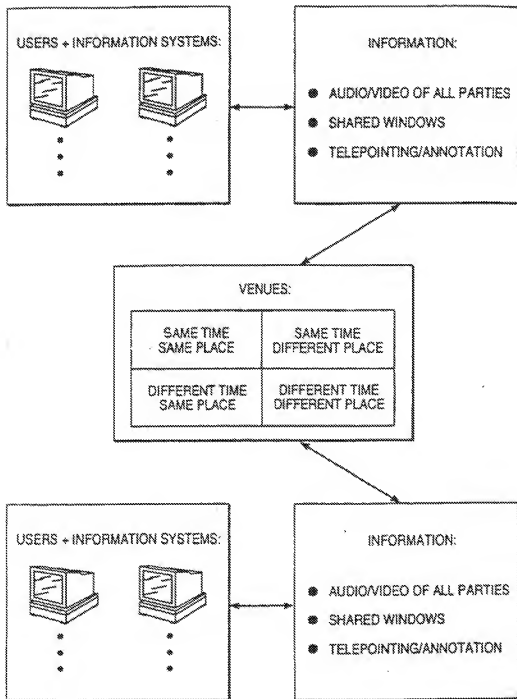 USERS + INFORMATION SYSTEMS:
INFORMATION:
● AUDIO/VIDEO OF ALL PARTIES
● SHARED WINDOWS
● TELEPOINTING/ANNOTATION
VENUES:
SAME TIME
SAME PLACE
SAME TIME
DIFFERENT PLACE
DIFFERENT TIME
SAME PLACE
DIFFERENT TIME
DIFFERENT PLACE
USERS + INFORMATION SYSTEMS:
INFORMATION:
● AUDIO/VIDEO OF ALL PARTIES
● SHARED WINDOWS
● TELEPOINTING/ANNOTATION